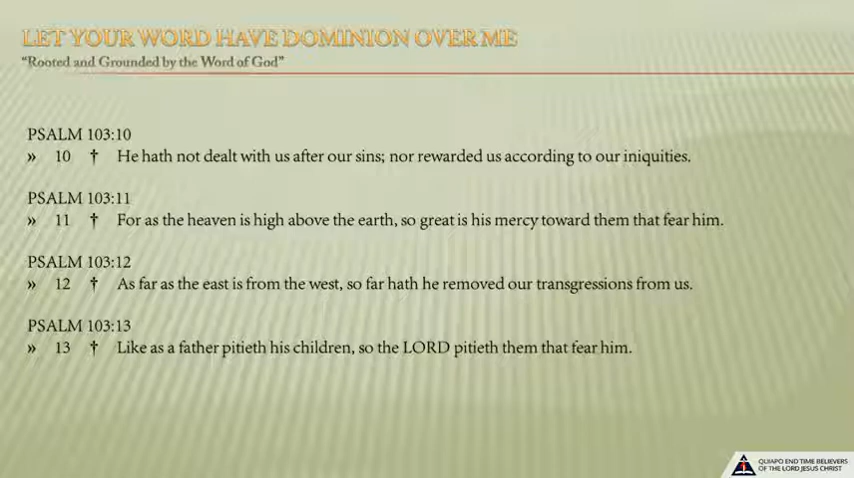 LET YOUR WORD HAVE DOMINION OVER ME
“Rooted and Grounded by the Word of God”
PSALM 103:10
» 10 † He hath not dealt with us after our sins; nor rewarded us according to our iniquities.
PSALM 103:11
» 11 † For as the heaven is high above the earth, so great is his mercy toward them that fear him.
PSALM 103:12
» 12 † As far as the east is from the west, so far hath he removed our transgressions from us.
PSALM 103:13
» 13 † Like as a father pitieth his children, so the LORD pitieth them that fear him.
QUIAPO END TIME BELIEVERS
OF THE LORD JESUS CHRIST